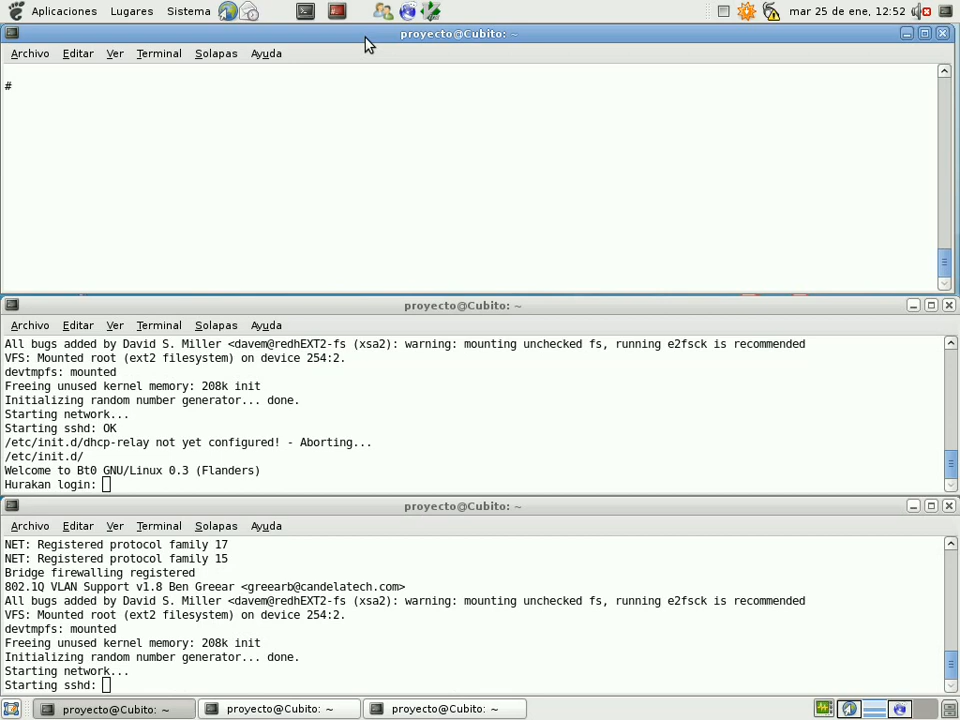 Aplicaciones Lugares Sistema mar 25 de ene, 12:52
proyecto@Cubito: ~
Archivo Editar Ver Terminal Solapas Ayuda
#
proyecto@Cubito: ~
Archivo Editar Ver Terminal Solapas Ayuda
All bugs added by David S. Miller <davem@redhEXT2-fs (xsa2): warning: mounting unchecked fs, running e2fsck is recommended
VFS: Mounted root (ext2 filesystem) on device 254:2.
devtmpfs: mounted
Freeing unused kernel memory: 208k init
Initializing random number generator... done.
Starting network...
Starting sshd: OK
/etc/init.d/dhcp-relay not yet configured! - Aborting...
/etc/init.d/
Welcome to Bt0 GNU/Linux 0.3 (Flanders)
Hurakan login:
proyecto@Cubito: ~
Archivo Editar Ver Terminal Solapas Ayuda
NET: Registered protocol family 17
NET: Registered protocol family 15
Bridge firewalling registered
802.1Q VLAN Support v1.8 Ben Greear <greearb@candelatech.com>
All bugs added by David S. Miller <davem@redhEXT2-fs (xsa2): warning: mounting unchecked fs, running e2fsck is recommended
VFS: Mounted root (ext2 filesystem) on device 254:2.
devtmpfs: mounted
Freeing unused kernel memory: 208k init
Initializing random number generator... done.
Starting network...
Starting sshd:
proyecto@Cubito: ~ proyecto@Cubito: ~ proyecto@Cubito: ~